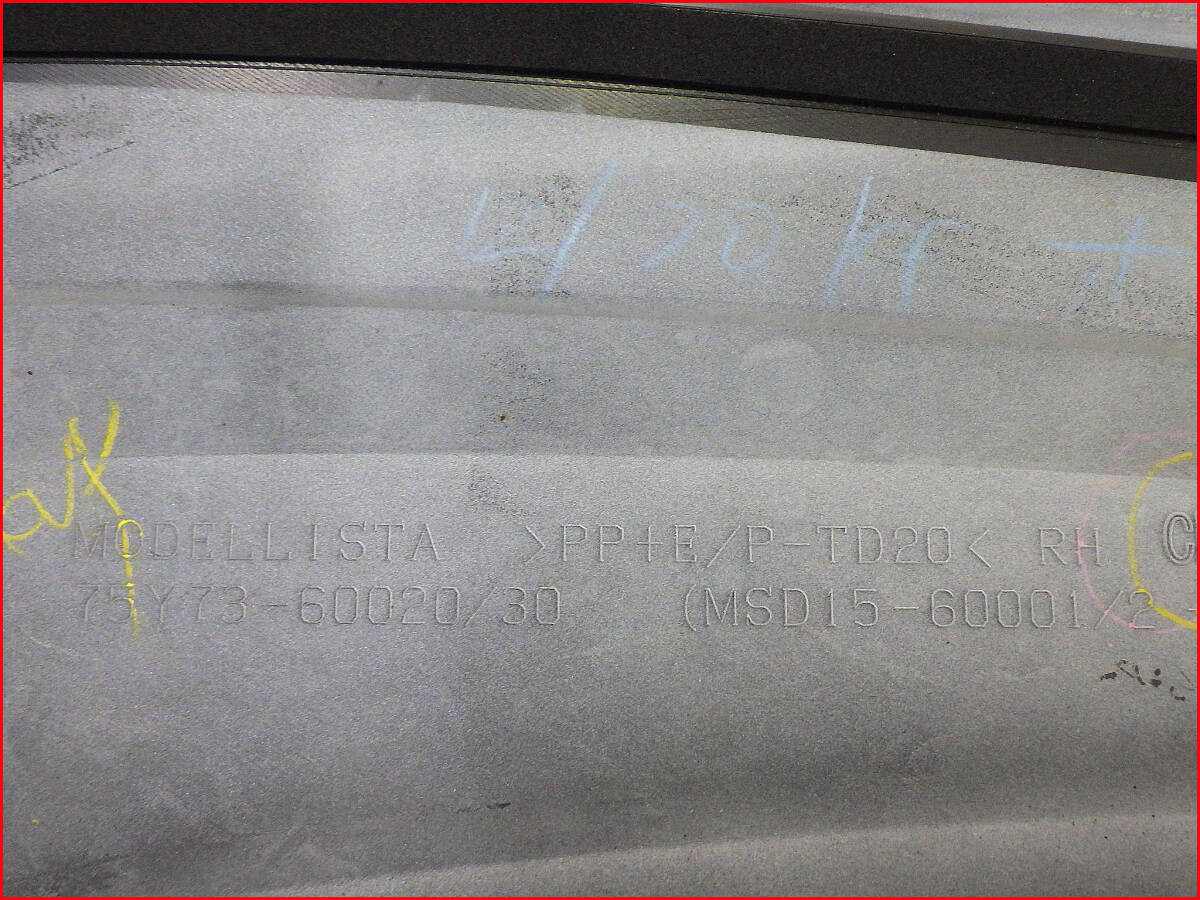 MODELLISTA >PP+E/P-TD20< RH
75Y73-60020/30 (MSD15-60001/2